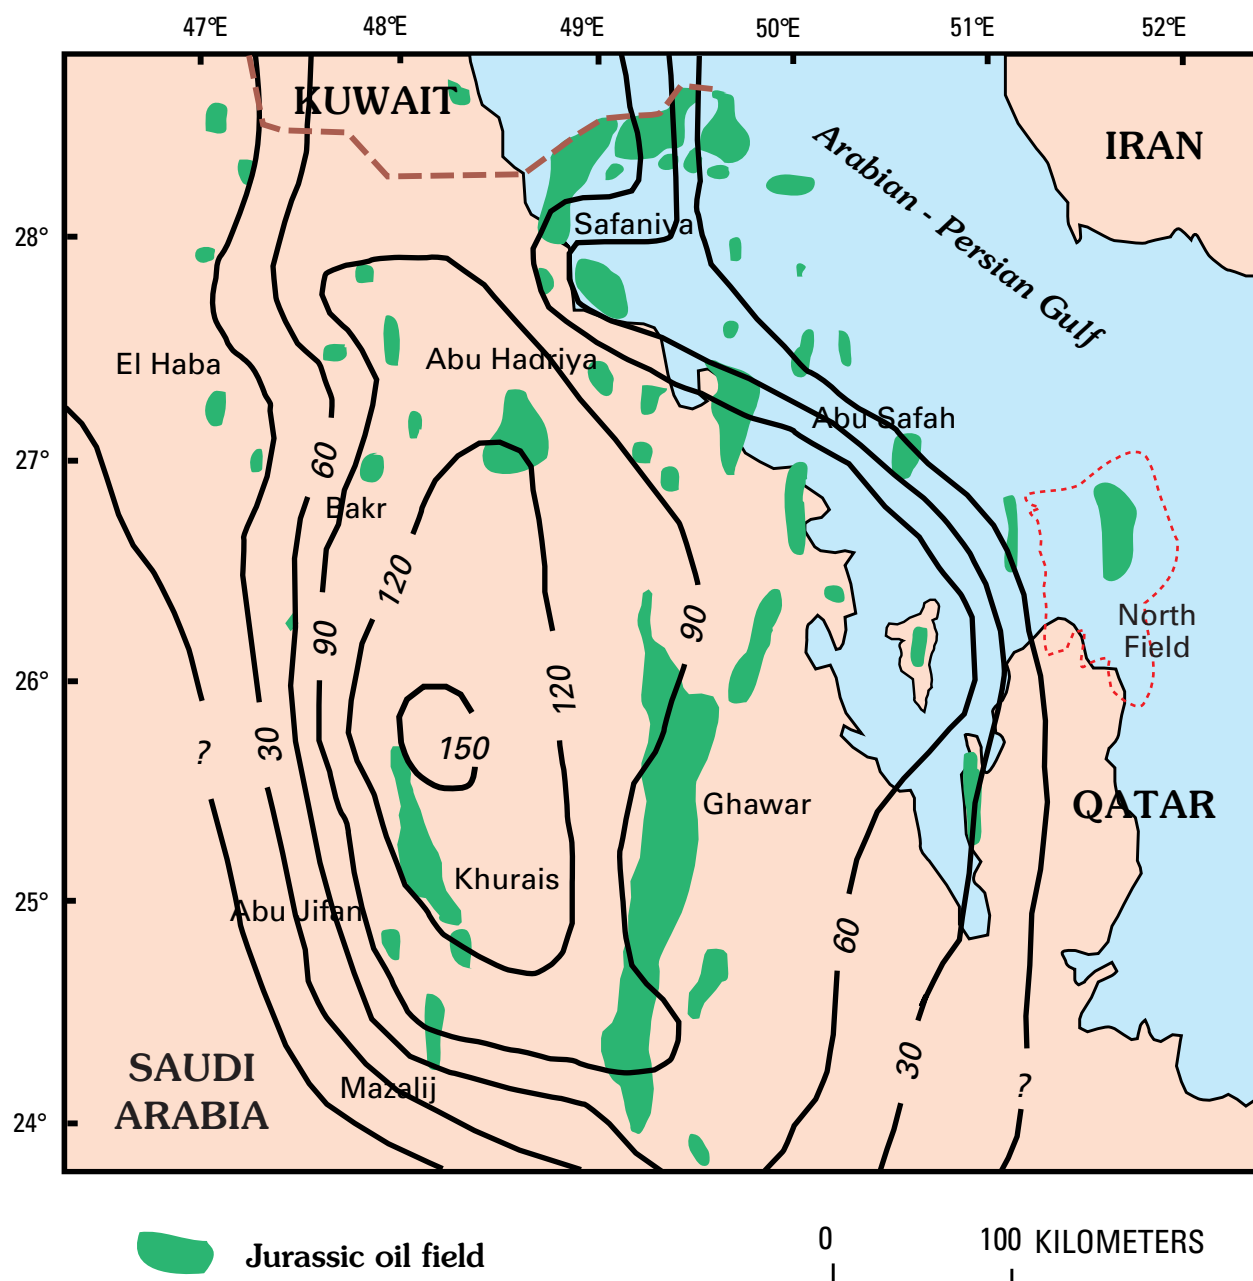 47°E 48°E 49°E 50°E 51°E 52°E
KUWAIT
IRAN
Arabian - Persian Gulf
28°
Safaniya
El Haba
Abu Hadriya
Abu Safah
27°
60
Bakr
120
90
90
North
Field
26°
120
?
30
150
Ghawar
QATAR
Khurais
25°
Abu Jifan
60
30
?
SAUDI
ARABIA
Mazalij
24°
Jurassic oil field
0 100 KILOMETERS